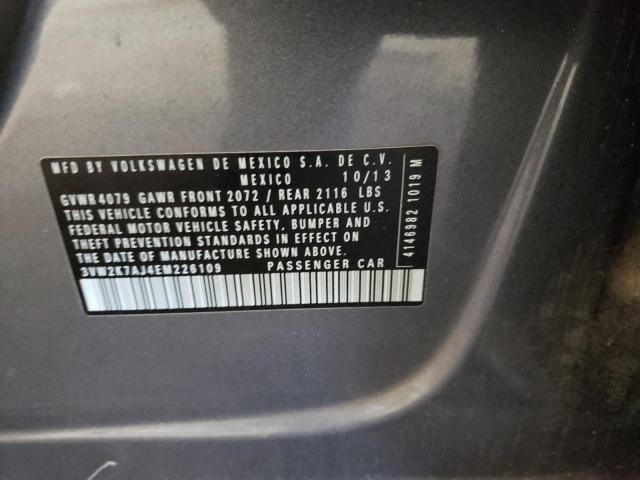 MFD BY VOLKSWAGEN DE MEXICO S.A. DE C.V.
MEXICO 10/13
GVWR4079 GAWR FRONT 2072 / REAR 2116 LBS
THIS VEHICLE CONFORMS TO ALL APPLICABLE U.S.
FEDERAL MOTOR VEHICLE SAFETY, BUMPER AND
THEFT PREVENTION STANDARDS IN EFFECT ON
THE DATE OF MANUFACTURE SHOWN ABOVE.
3VW2K7AJ4EM226109 PASSENGER CAR
4146982 1019 M